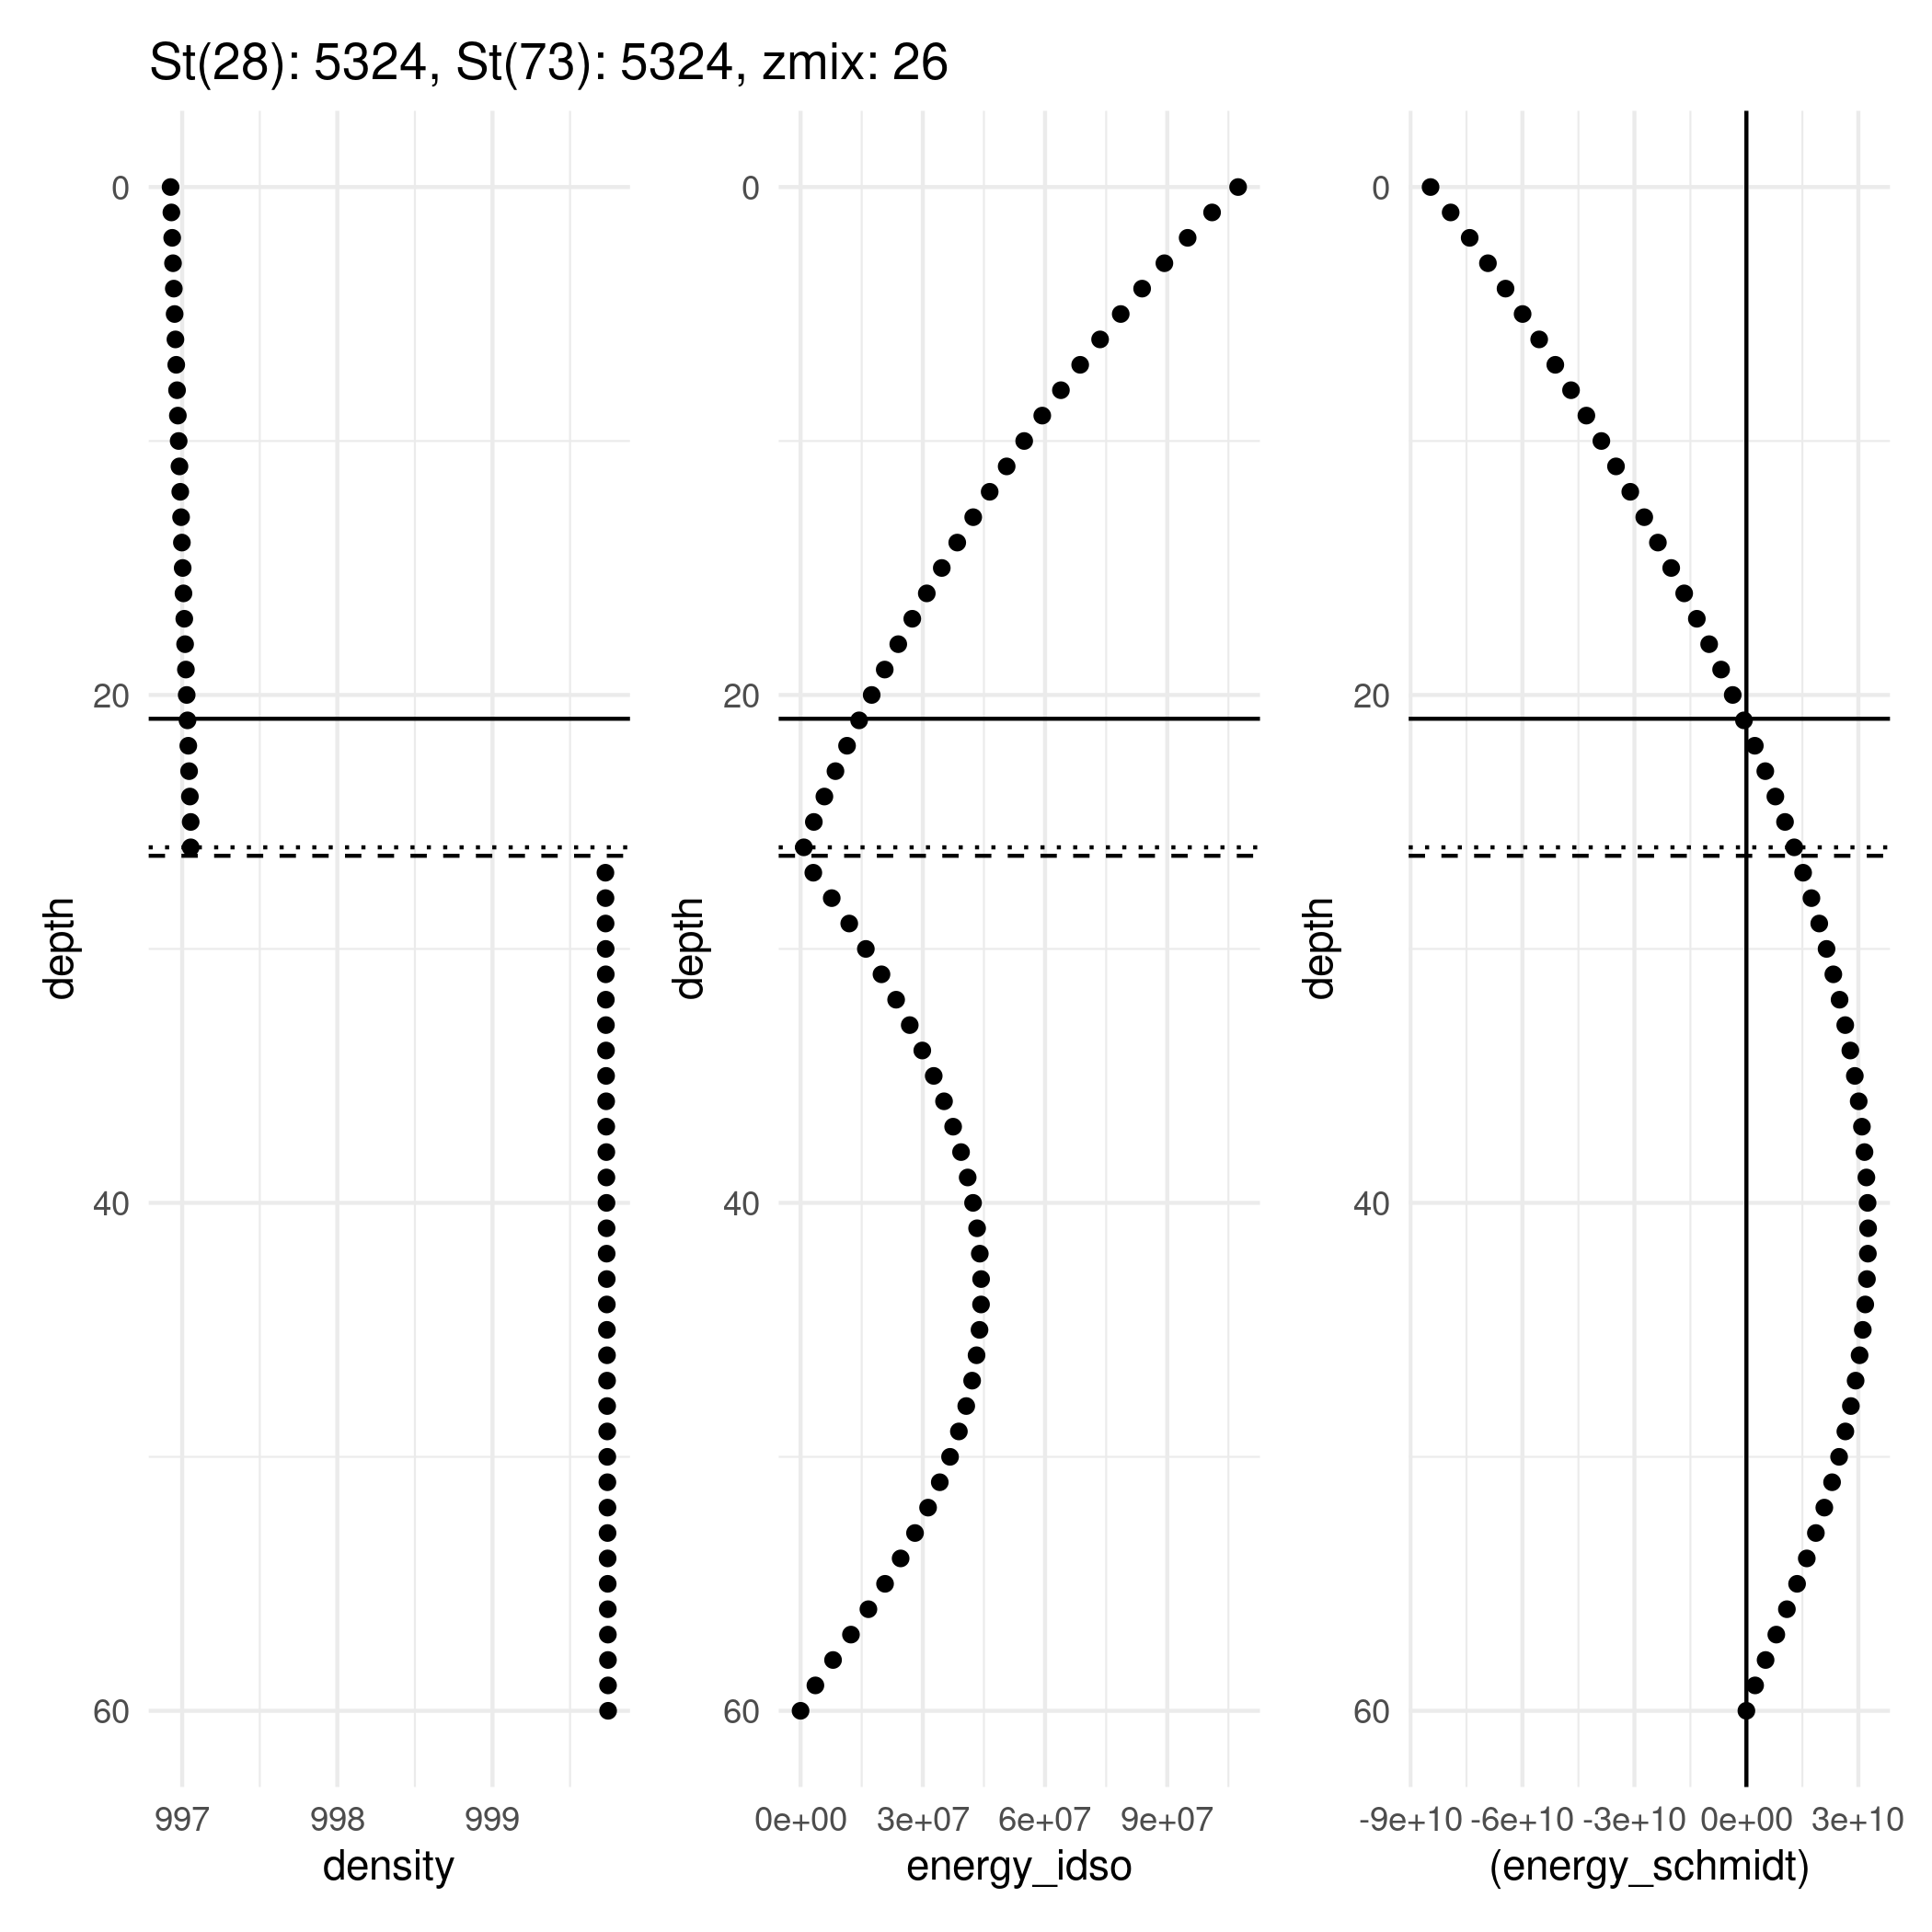 St(28): 5324, St(73): 5324, zmix: 26
depth
0
20
40
60
997 998 999
density
depth
0
20
40
60
0e+00 3e+07 6e+07 9e+07
energy_idso
depth
0
20
40
60
-9e+10 -6e+10 -3e+10 0e+00 3e+10
(energy_schmidt)